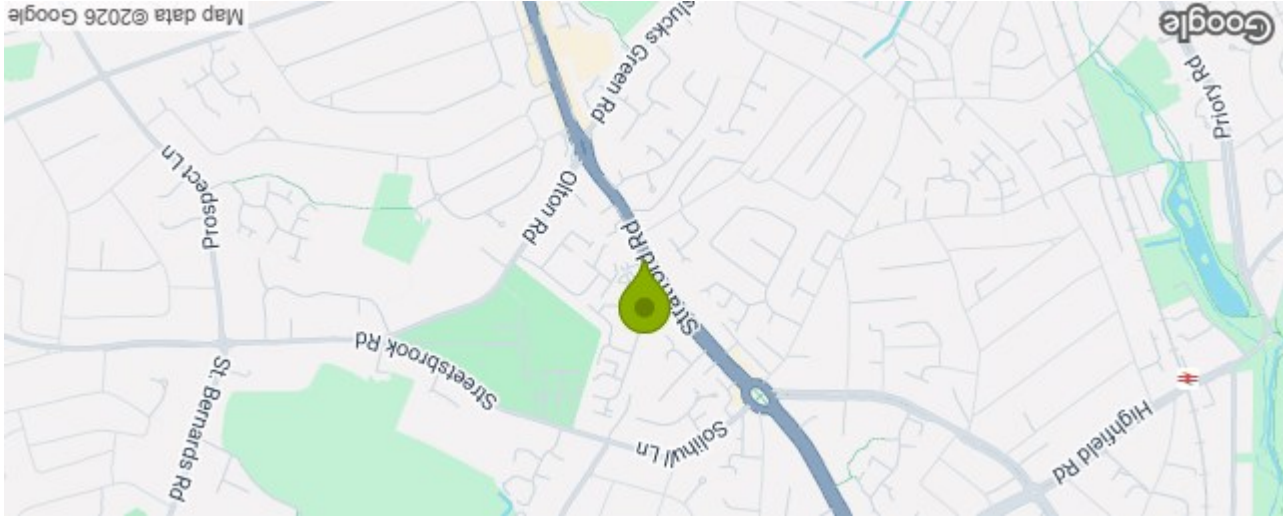 Google
Priory Rd
Highfield Rd
Solihull Ln
Stratford Rd
Streetsbrook Rd
St. Bernards Rd
Olton Rd
Prospect Ln
Slucks Green Rd
Map data ©2026 Google